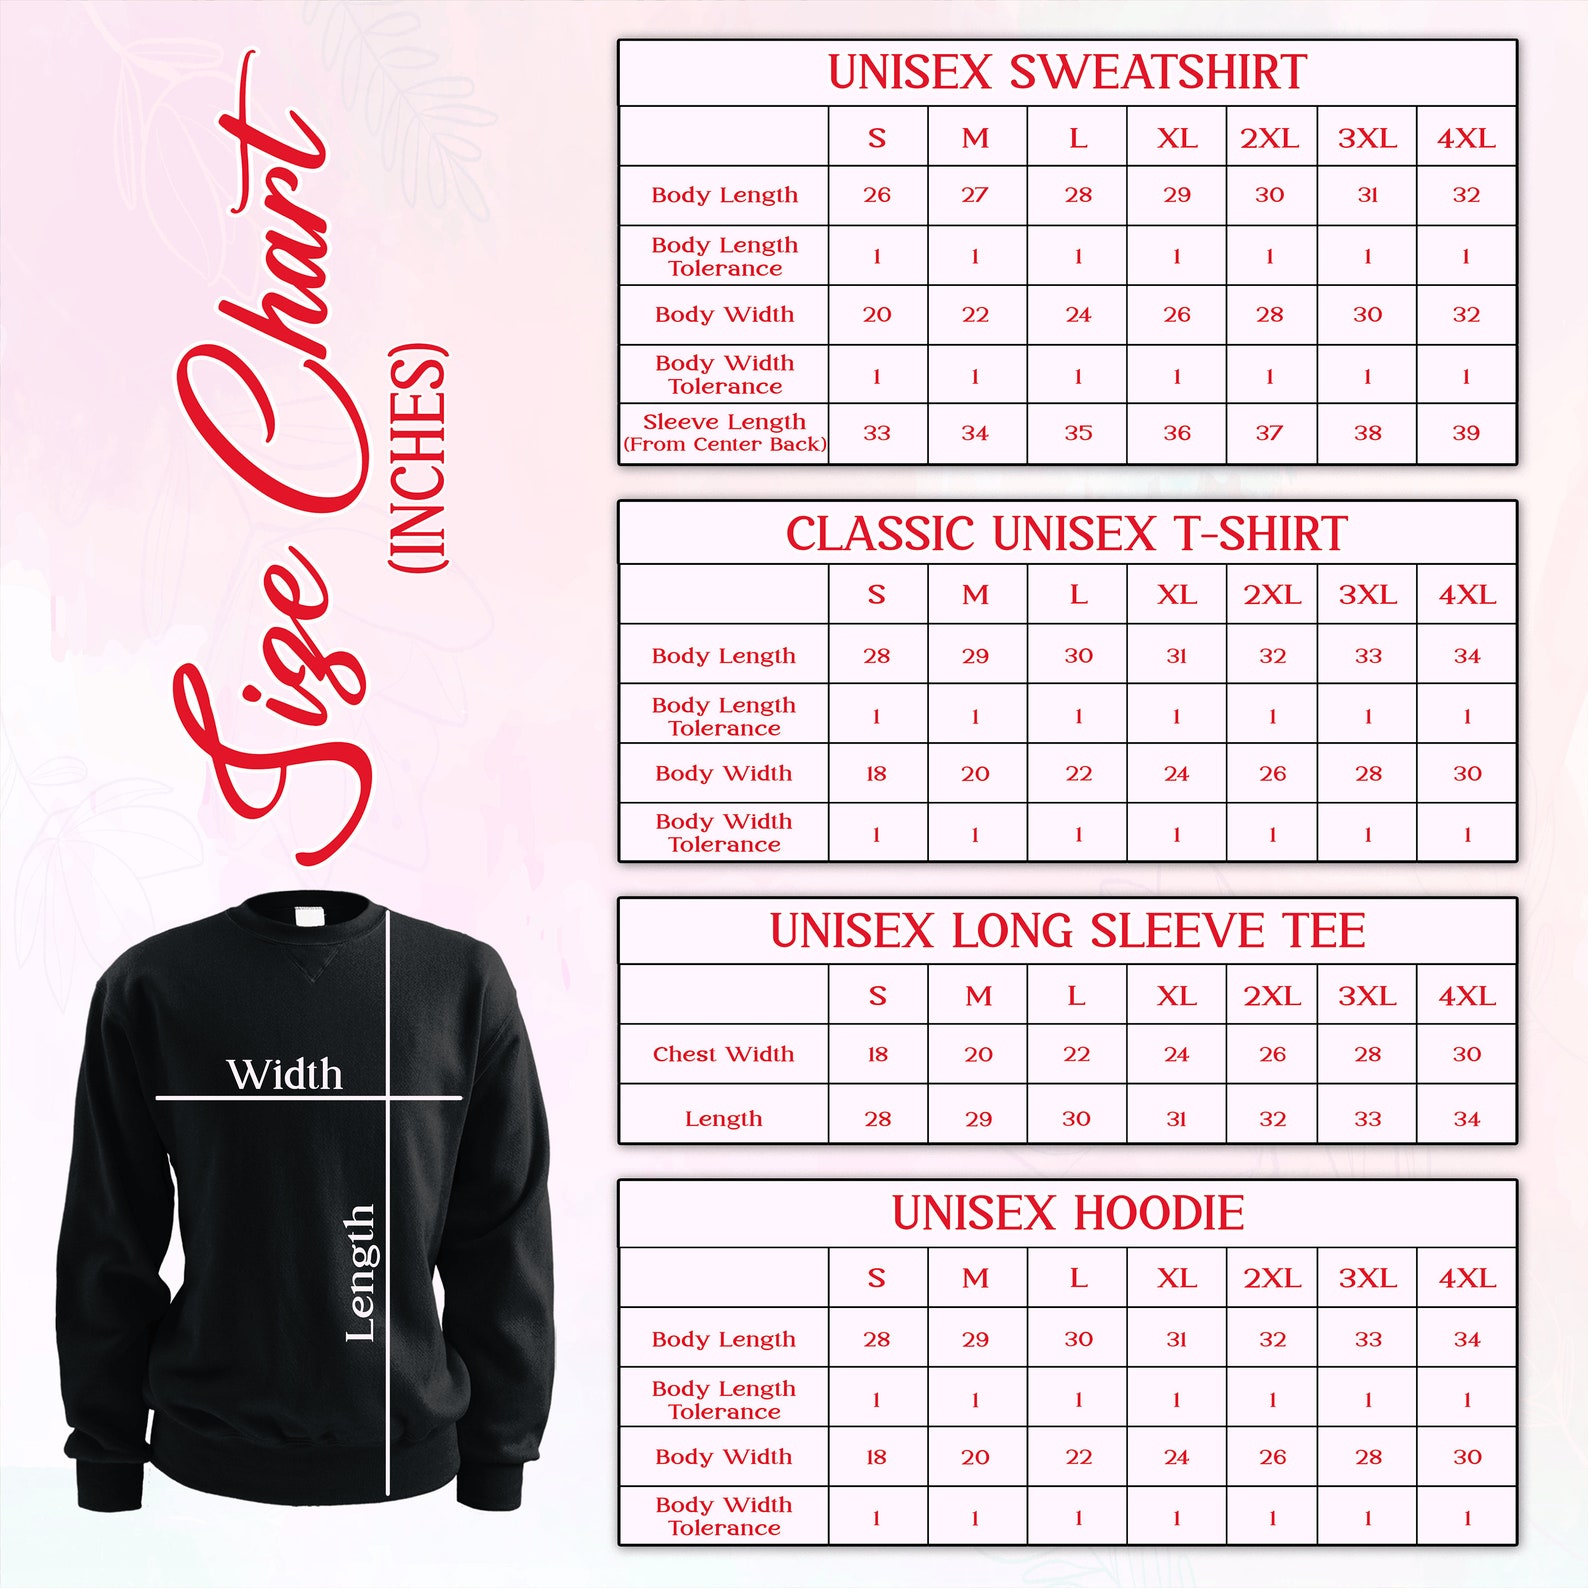 Size Chart
(INCHES)
Width
Length
UNISEX SWEATSHIRT
S M L XL 2XL 3XL 4XL
Body Length 26 27 28 29 30 31 32
Body Length
Tolerance 1 1 1 1 1 1 1
Body Width 20 22 24 26 28 30 32
Body Width
Tolerance 1 1 1 1 1 1 1
Sleeve Length
(From Center Back) 33 34 35 36 37 38 39
CLASSIC UNISEX T-SHIRT
S M L XL 2XL 3XL 4XL
Body Length 28 29 30 31 32 33 34
Body Length
Tolerance 1 1 1 1 1 1 1
Body Width 18 20 22 24 26 28 30
Body Width
Tolerance 1 1 1 1 1 1 1
UNISEX LONG SLEEVE TEE
S M L XL 2XL 3XL 4XL
Chest Width 18 20 22 24 26 28 30
Length 28 29 30 31 32 33 34
UNISEX HOODIE
S M L XL 2XL 3XL 4XL
Body Length 28 29 30 31 32 33 34
Body Length
Tolerance 1 1 1 1 1 1 1
Body Width 18 20 22 24 26 28 30
Body Width
Tolerance 1 1 1 1 1 1 1